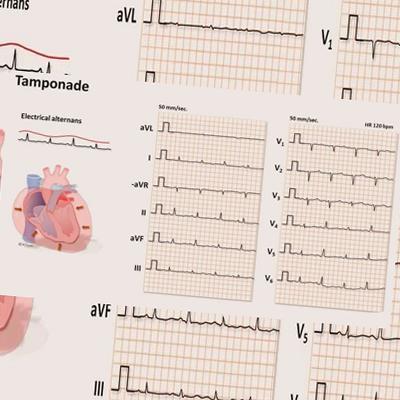 ternans
aVL
V1
Tamponade
Electrical alternans
50 mm/sec.
50 mm/sec.
HR 120 bpm
aVL
I
-aVR
II
aVF
III
V1
V2
V3
V4
V5
V6
aVF
V5
III